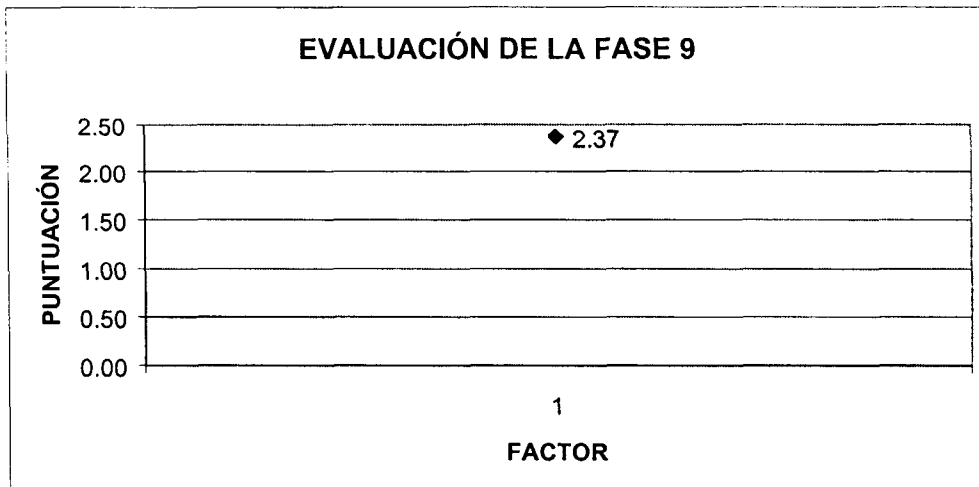 EVALUACIÓN DE LA FASE 9
PUNTUACIÓN
2.50
2.00
1.50
1.00
0.50
0.00
2.37
1
FACTOR